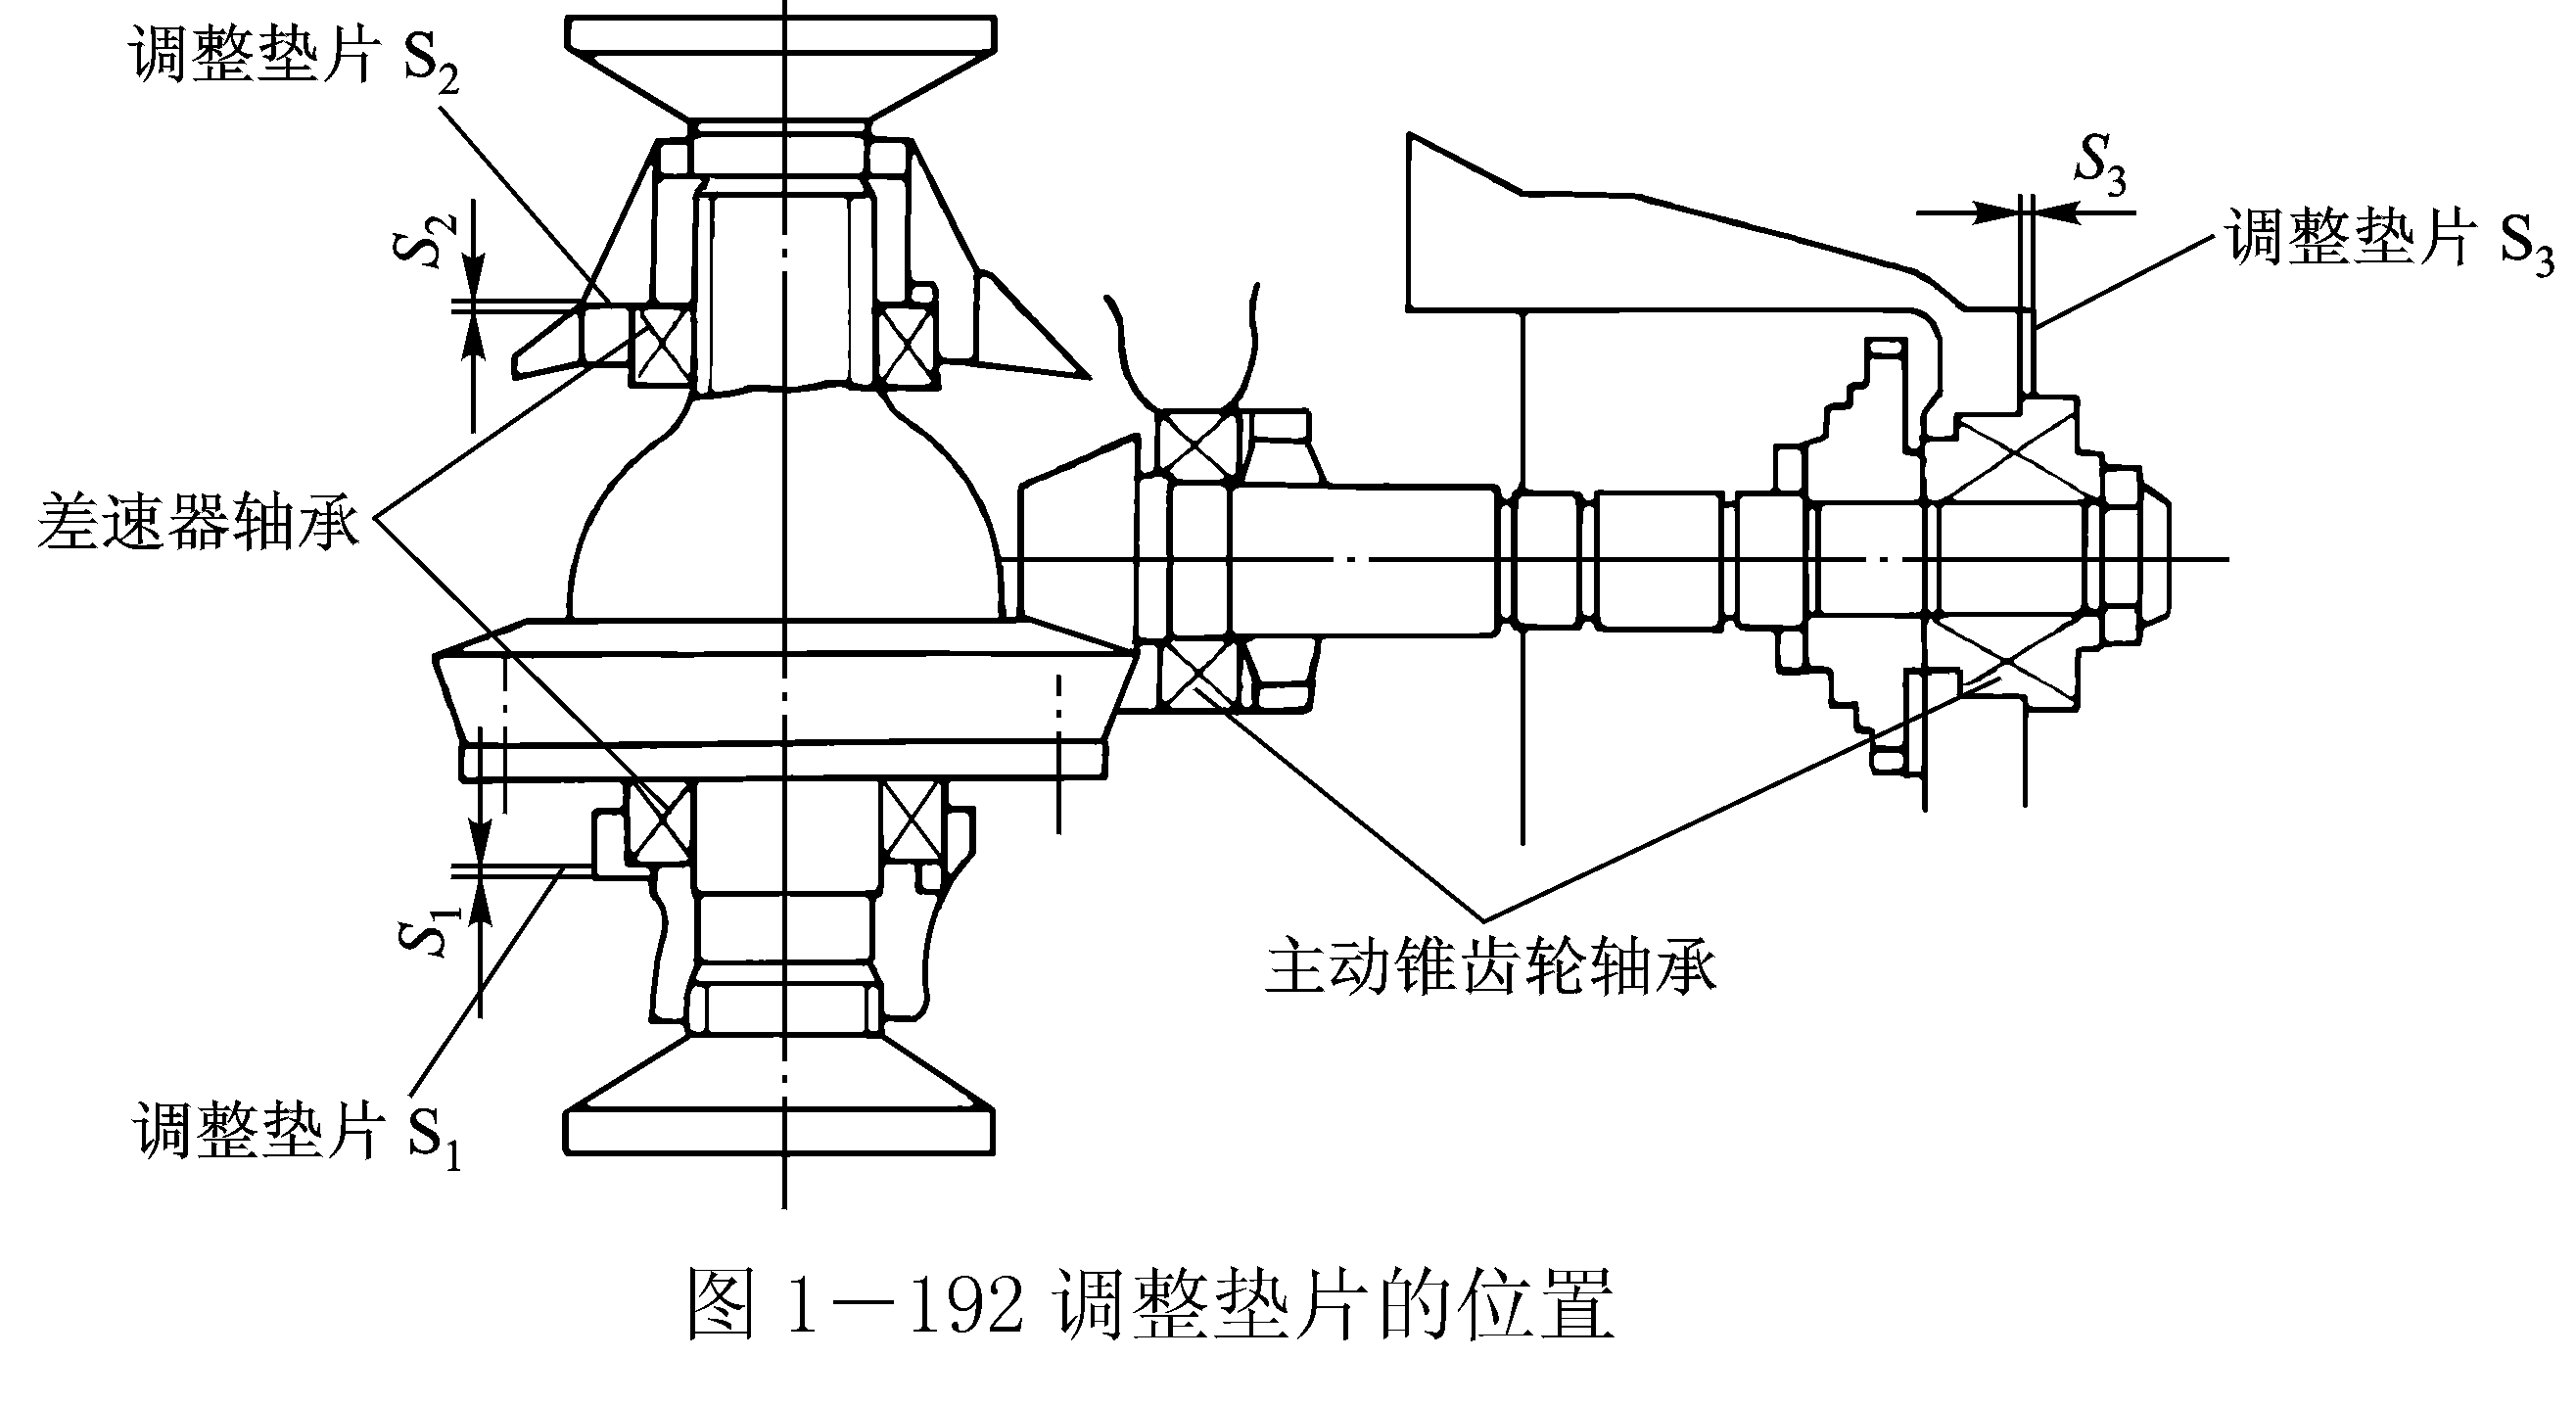 调整垫片 S₂
S₃
调整垫片 S₃
S₂
差速器轴承
S₁
主动锥齿轮轴承
调整垫片 S₁
图 1－192 调整垫片的位置